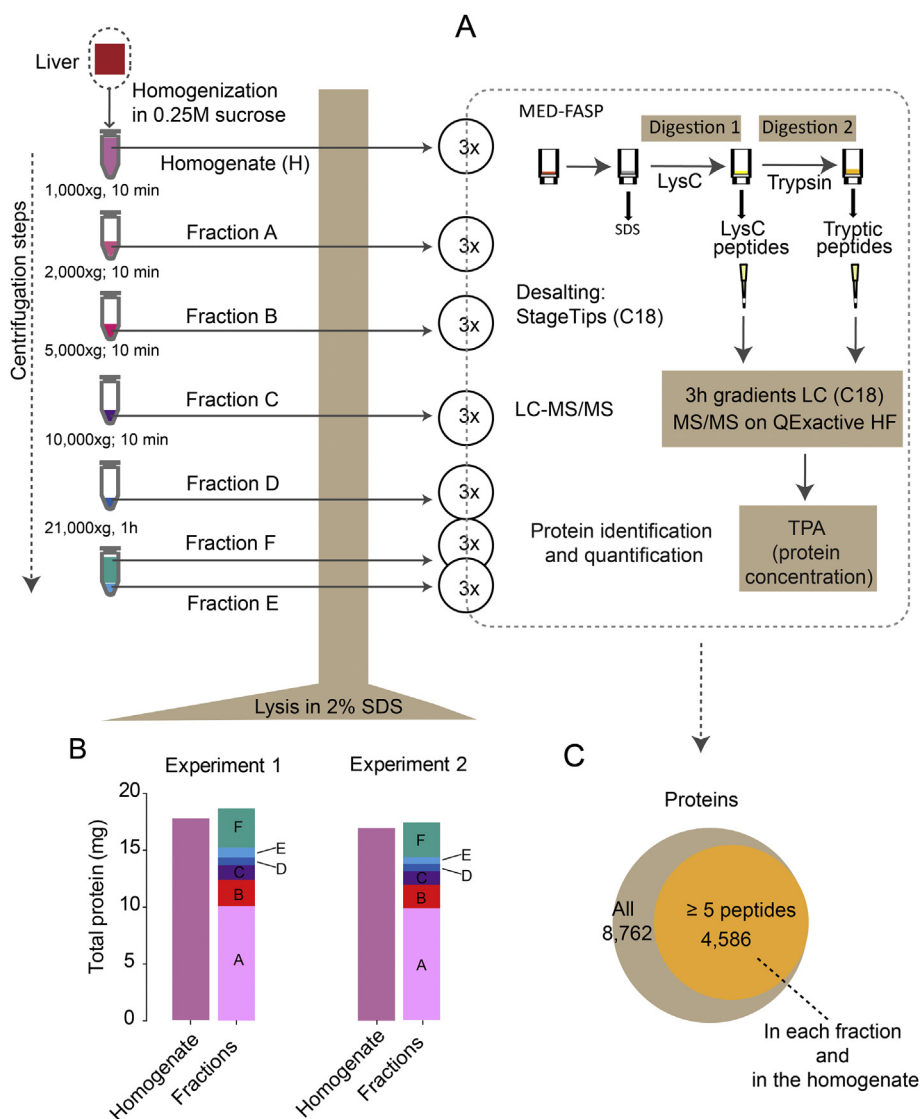 A
Liver
Homogenization
in 0.25M sucrose
Homogenate (H)
3x
1,000xg, 10 min
Fraction A
3x
2,000xg; 10 min
Fraction B
3x
5,000xg; 10 min
Fraction C
3x
10,000xg; 10 min
Fraction D
3x
21,000xg, 1h
Fraction F
3x
Fraction E
3x
Centrifugation steps
Lysis in 2% SDS
MED-FASP
Digestion 1
Digestion 2
LysC
Trypsin
SDS
LysC
peptides
Tryptic
peptides
Desalting:
StageTips (C18)
LC-MS/MS
3h gradients LC (C18)
MS/MS on QExactive HF
Protein identification
and quantification
TPA
(protein
concentration)
B
Experiment 1
Experiment 2
Total protein (mg)
20
15
10
5
0
F
E
D
C
B
A
F
E
D
C
B
A
Homogenate
Fractions
Homogenate
Fractions
C
Proteins
All
8,762
≥ 5 peptides
4,586
In each fraction
and
in the homogenate